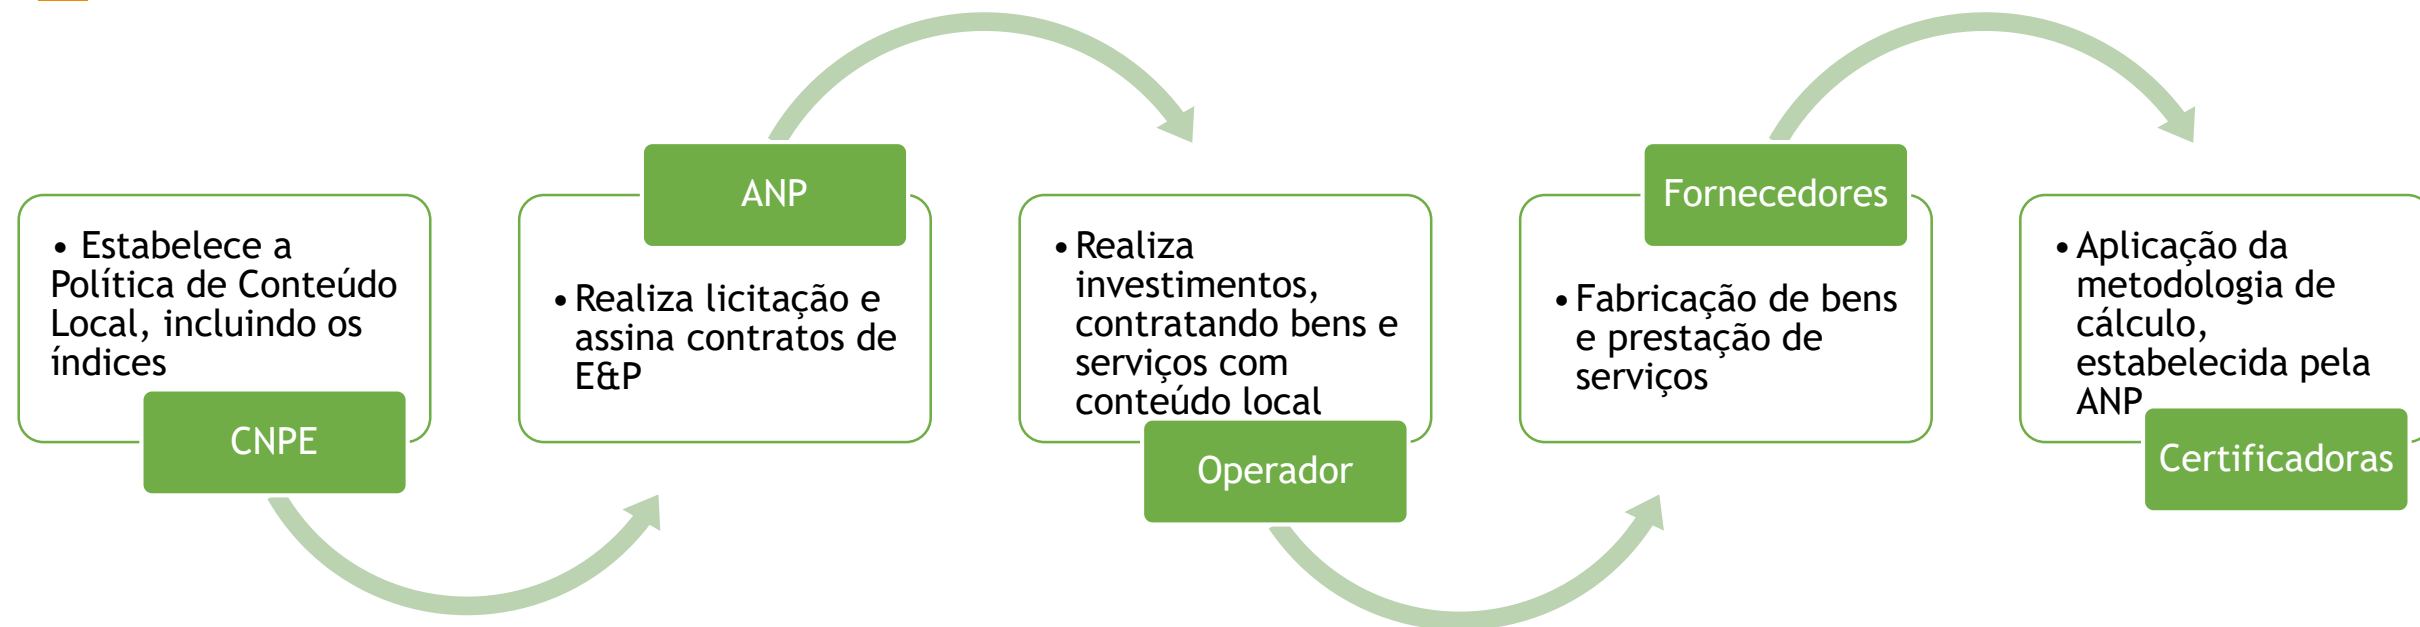 • Estabelece a
Política de Conteúdo
Local, incluindo os
índices
CNPE
ANP
• Realiza licitação e
assina contratos de
E&P
• Realiza
investimentos,
contratando bens e
serviços com
conteúdo local
Operador
Fornecedores
• Fabricação de bens
e prestação de
serviços
• Aplicação da
metodologia de
cálculo,
estabelecida pela
ANP
Certificadoras